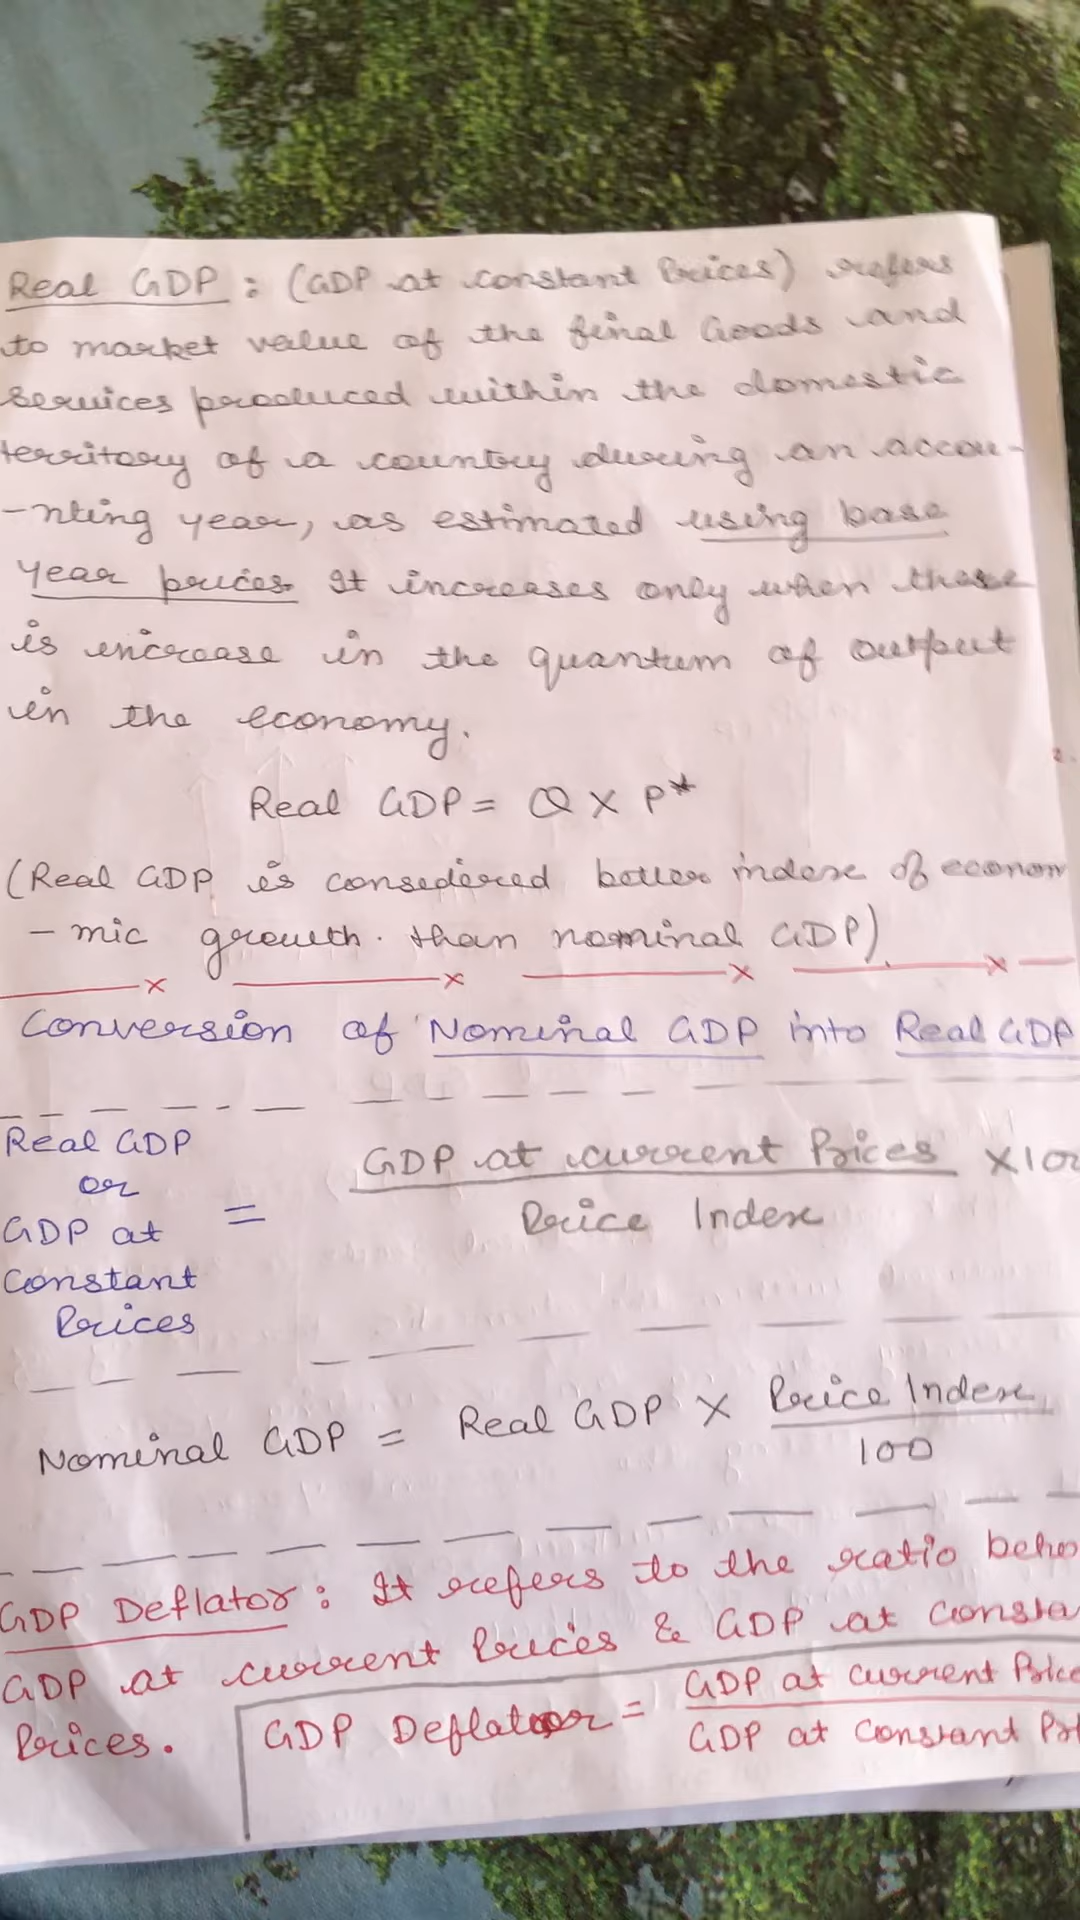 Real GDP : (GDP at constant Prices) refers
to market value of the final Goods and
Services produced within the domestic
territory of a country during an accou-
-nting year, as estimated using base
year prices. It increases only when there
is increase in the quantum of output
in the economy.
Real GDP = Q X P*
(Real GDP is considered better index of econom
- mic growth. than nominal GDP)
Conversion of Nominal GDP into Real GDP
Real GDP
or
GDP at
Constant
Prices
=
GDP at current Prices X 10
Price Index
Nominal GDP = Real GDP X Price Index
100
GDP Deflator : It refers to the ratio
GDP at current Prices & GDP at Consta
Prices.
GDP Deflator = GDP at Current Price
GDP at Constant